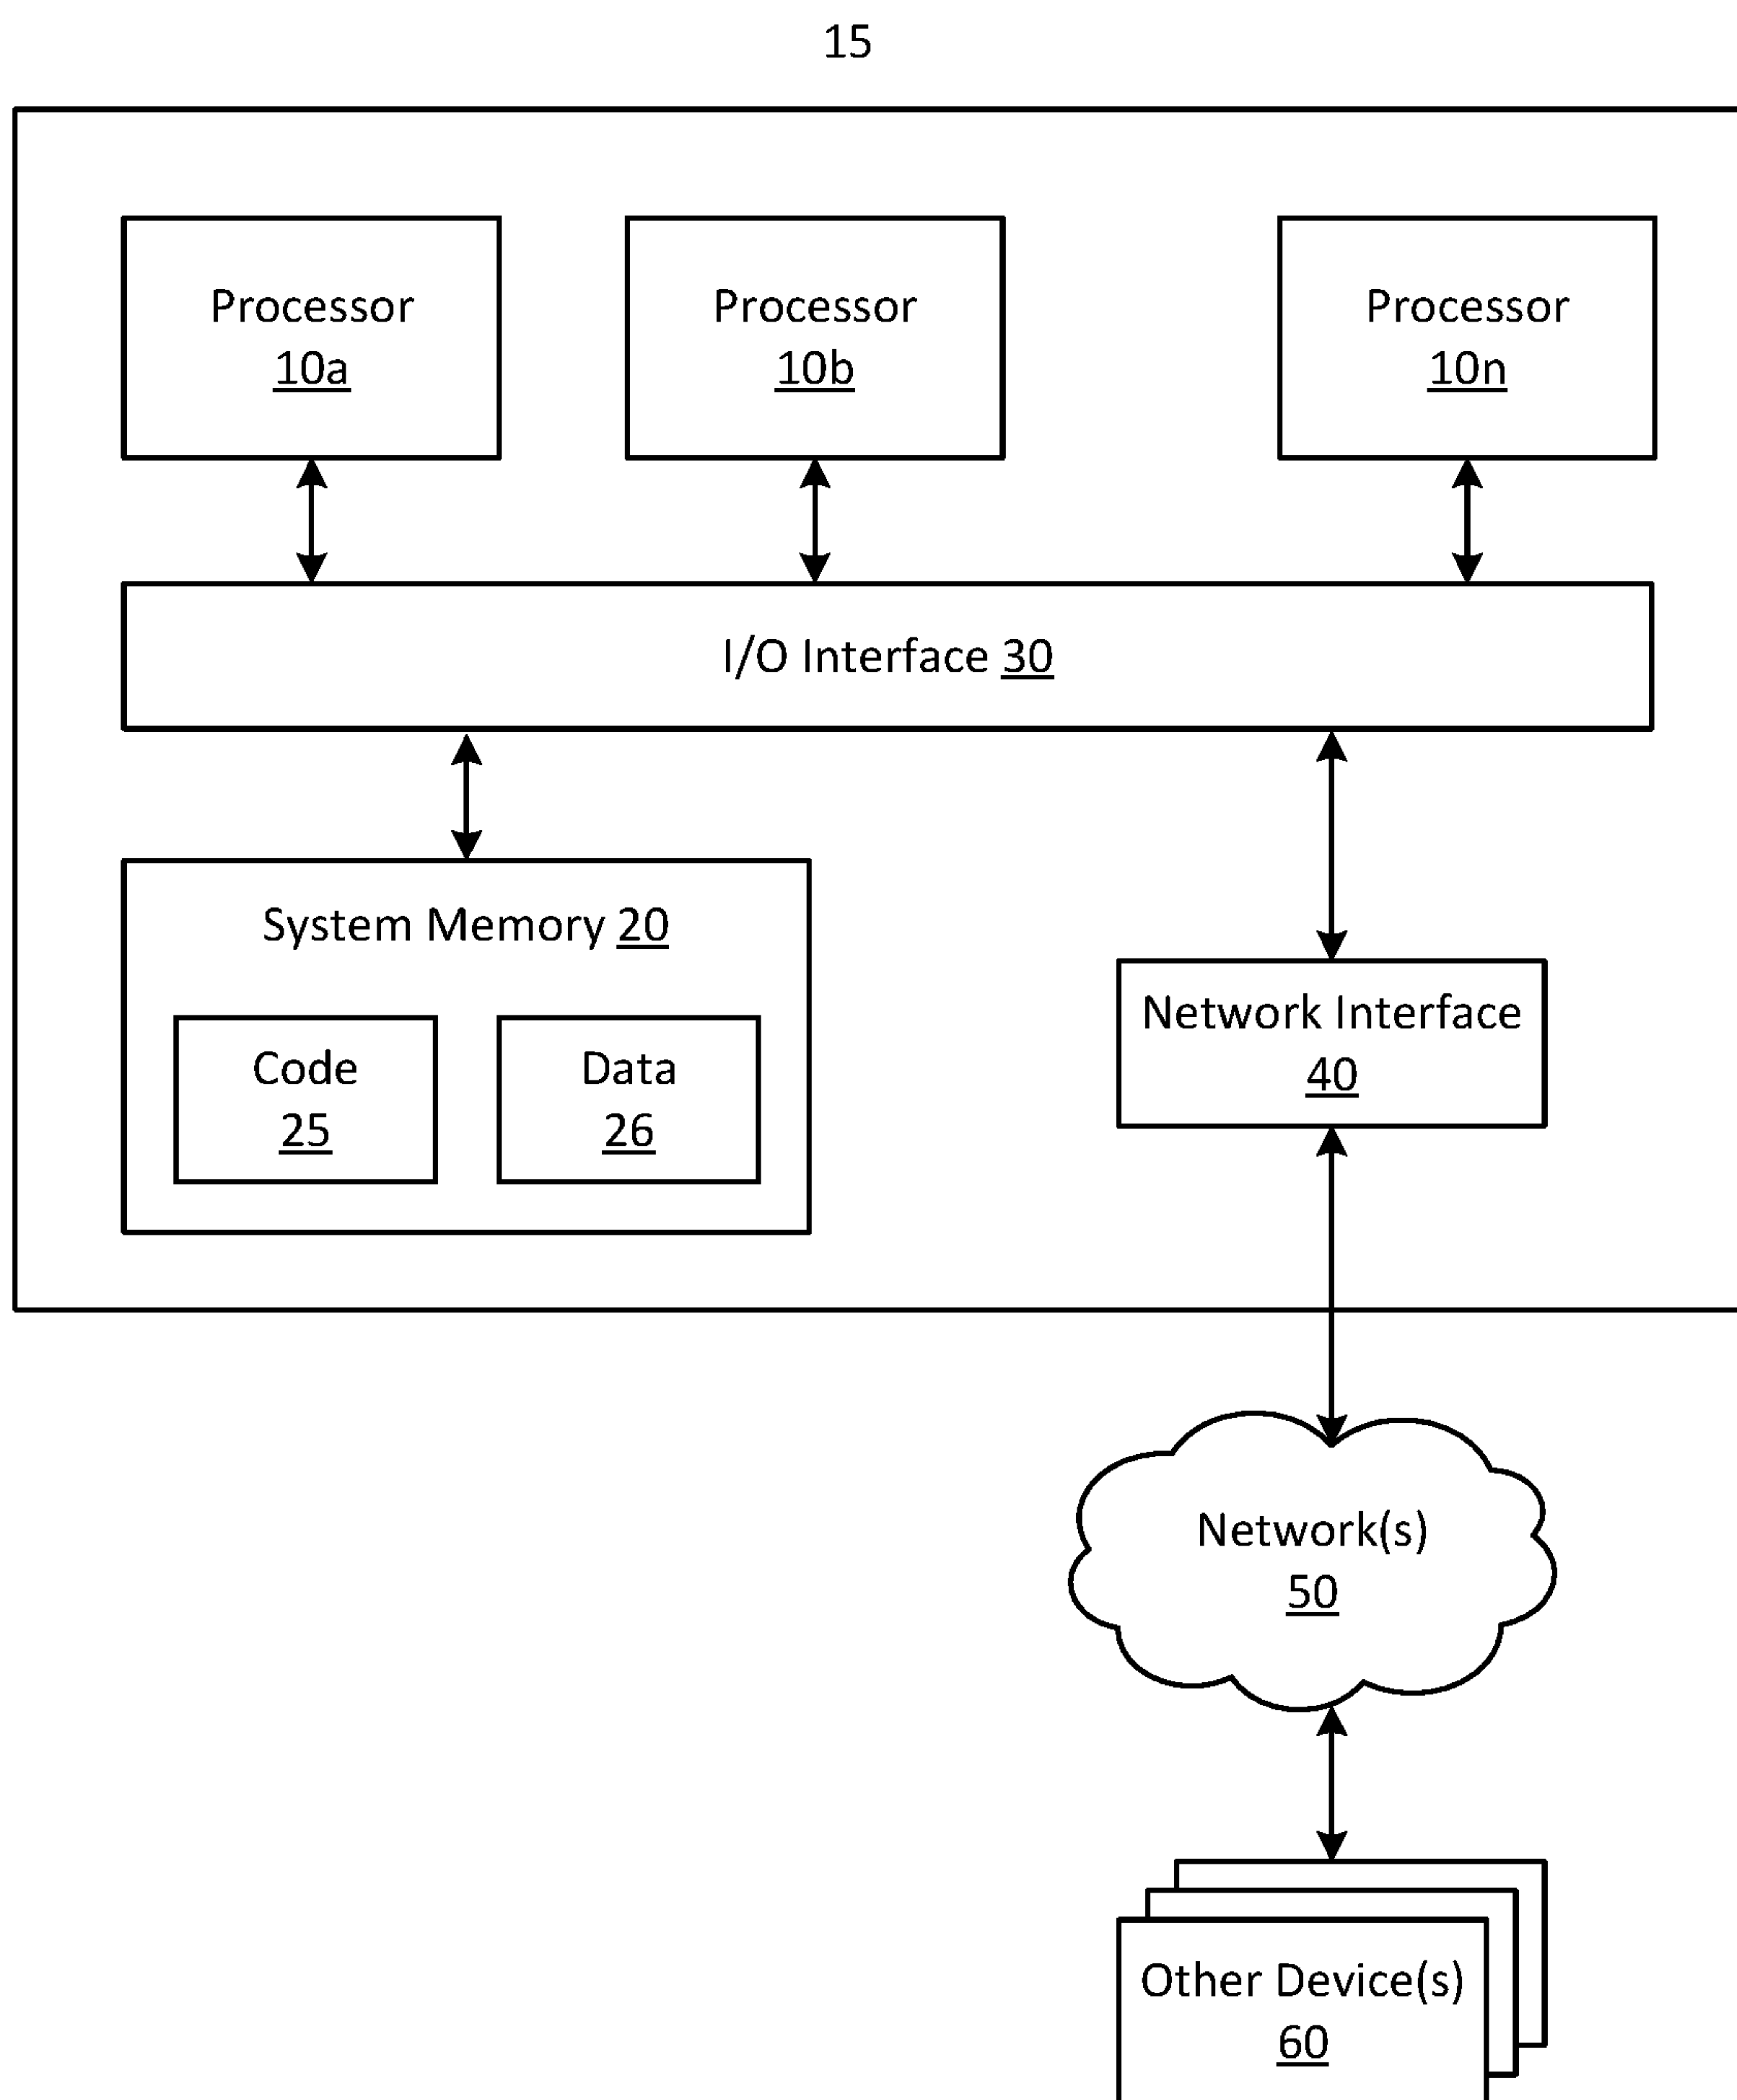 15
Processor
10a
Processor
10b
Processor
10n
I/O Interface 30
System Memory 20
Code
25
Data
26
Network Interface
40
Network(s)
50
Other Device(s)
60